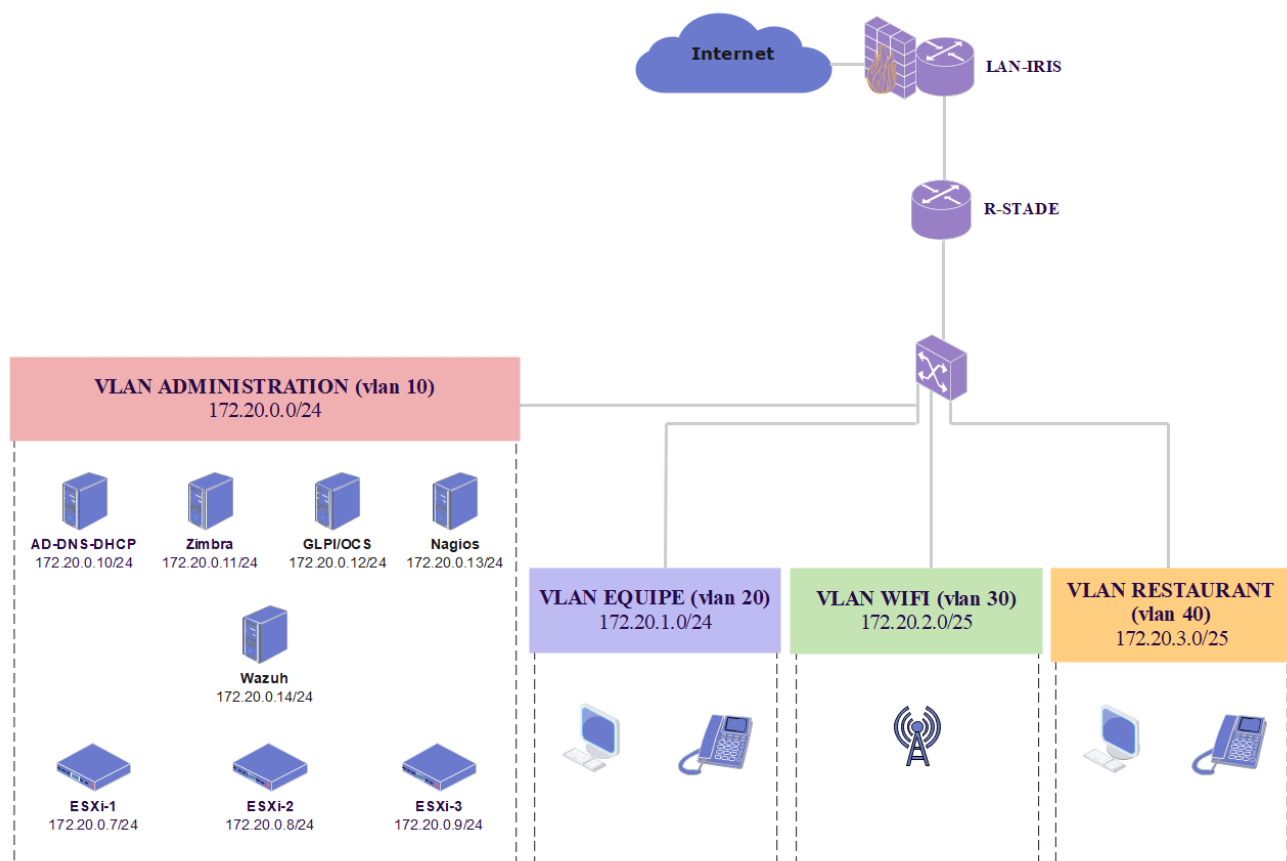 Internet
LAN-IRIS
R-STADE
VLAN ADMINISTRATION (vlan 10)
172.20.0.0/24
AD-DNS-DHCP
172.20.0.10/24
Zimbra
172.20.0.11/24
GLPI/OCS
172.20.0.12/24
Nagios
172.20.0.13/24
Wazuh
172.20.0.14/24
ESXi-1
172.20.0.7/24
ESXi-2
172.20.0.8/24
ESXi-3
172.20.0.9/24
VLAN EQUIPE (vlan 20)
172.20.1.0/24
VLAN WIFI (vlan 30)
172.20.2.0/25
VLAN RESTAURANT
(vlan 40)
172.20.3.0/25